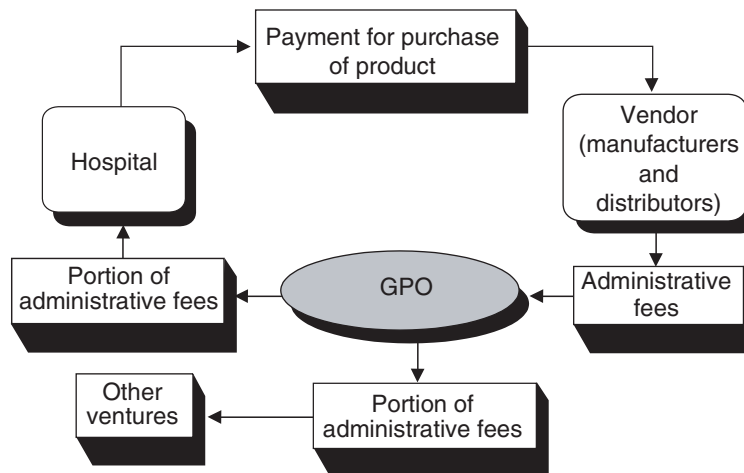 Payment for purchase
of product
Hospital
Vendor
(manufacturers
and
distributors)
Portion of
administrative fees
GPO
Administrative
fees
Other
ventures
Portion of
administrative fees